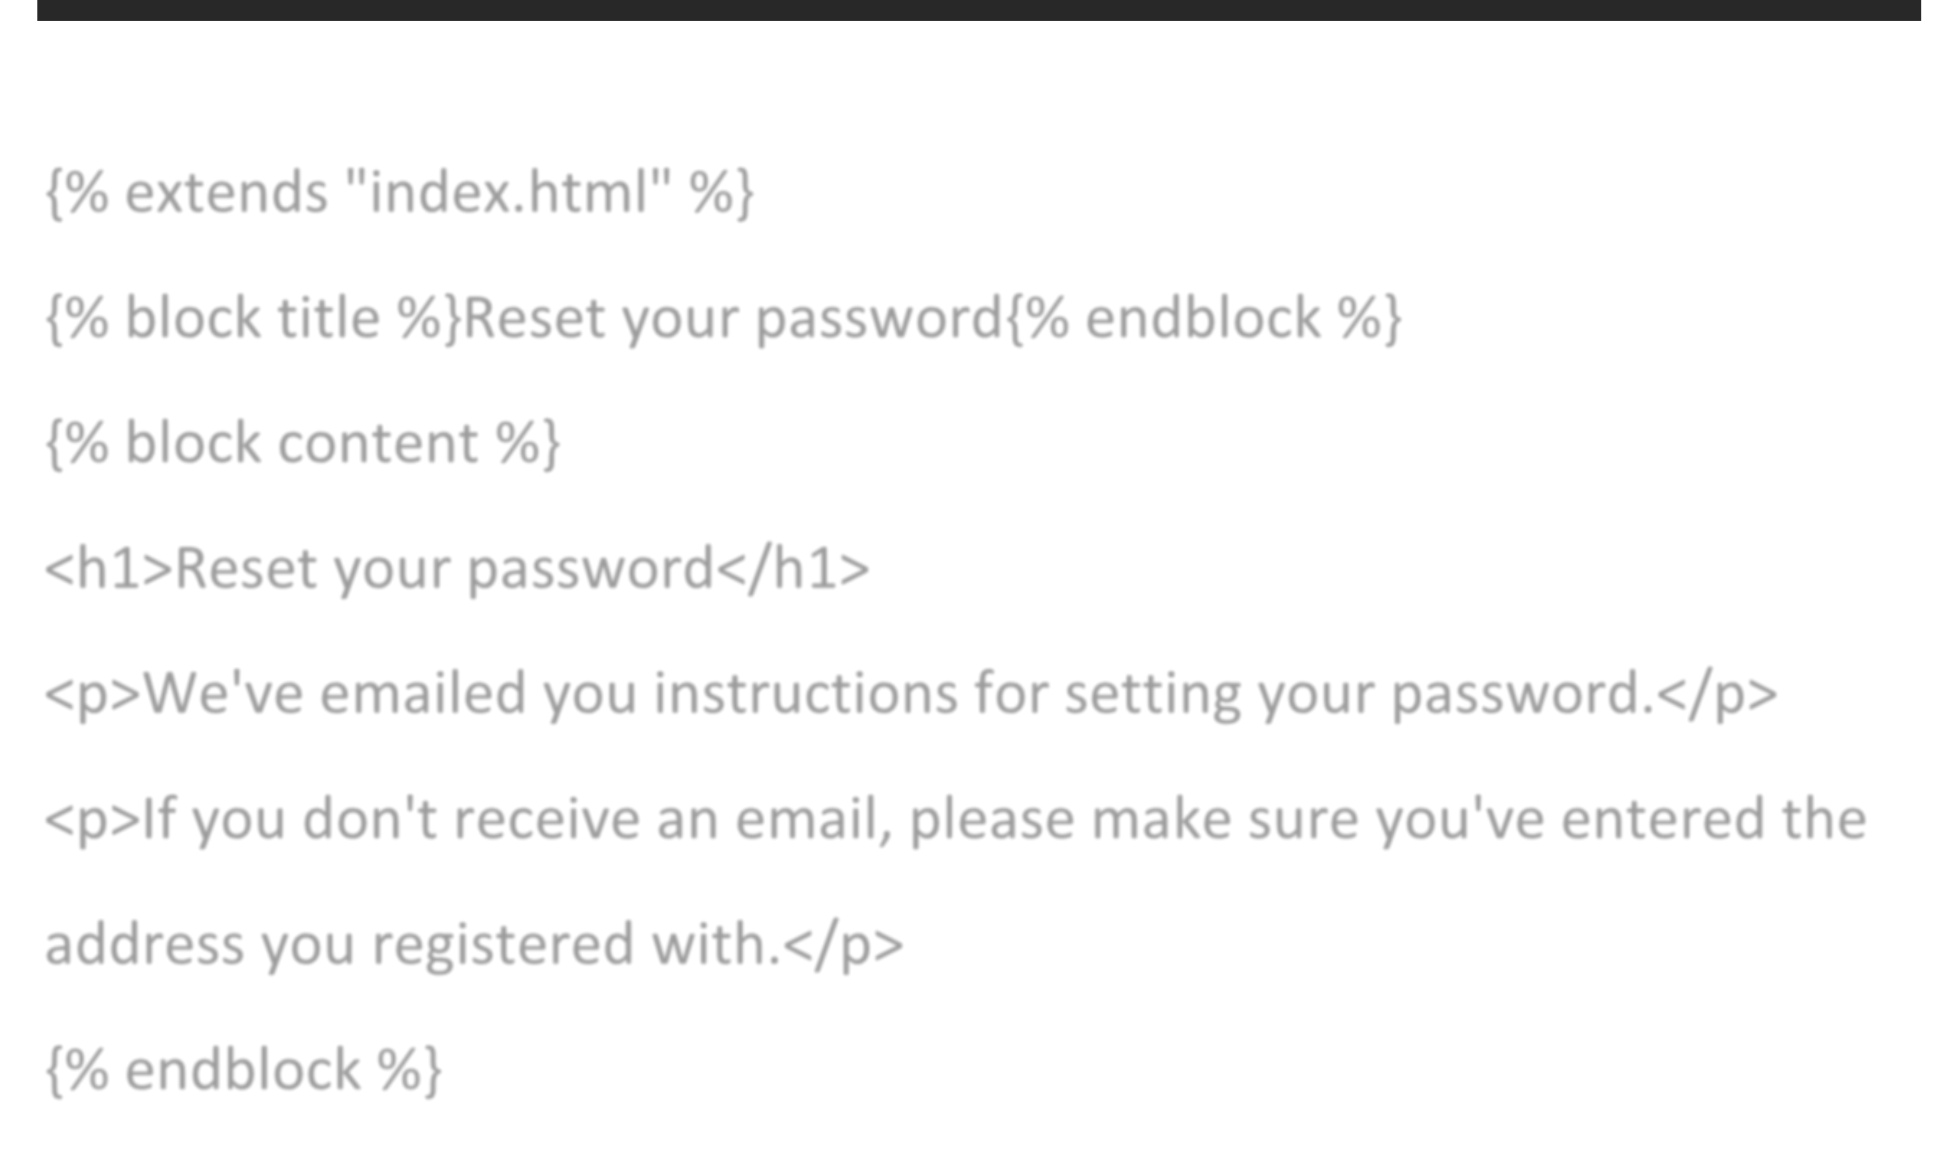 {% extends "index.html" %}
{% block title %}Reset your password{% endblock %}
{% block content %}
<h1>Reset your password</h1>
<p>We've emailed you instructions for setting your password.</p>
<p>If you don't receive an email, please make sure you've entered the
address you registered with.</p>
{% endblock %}